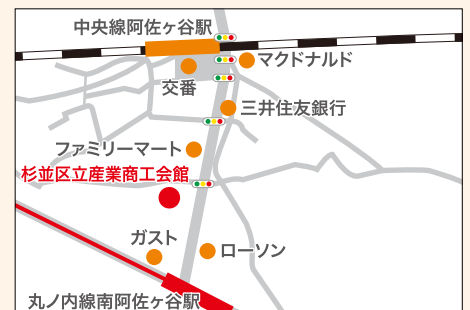 中央線阿佐ヶ谷駅
マクドナルド
交番
三井住友銀行
ファミリーマート
杉並区立産業商工会館
ガスト
ローソン
丸ノ内線南阿佐ヶ谷駅